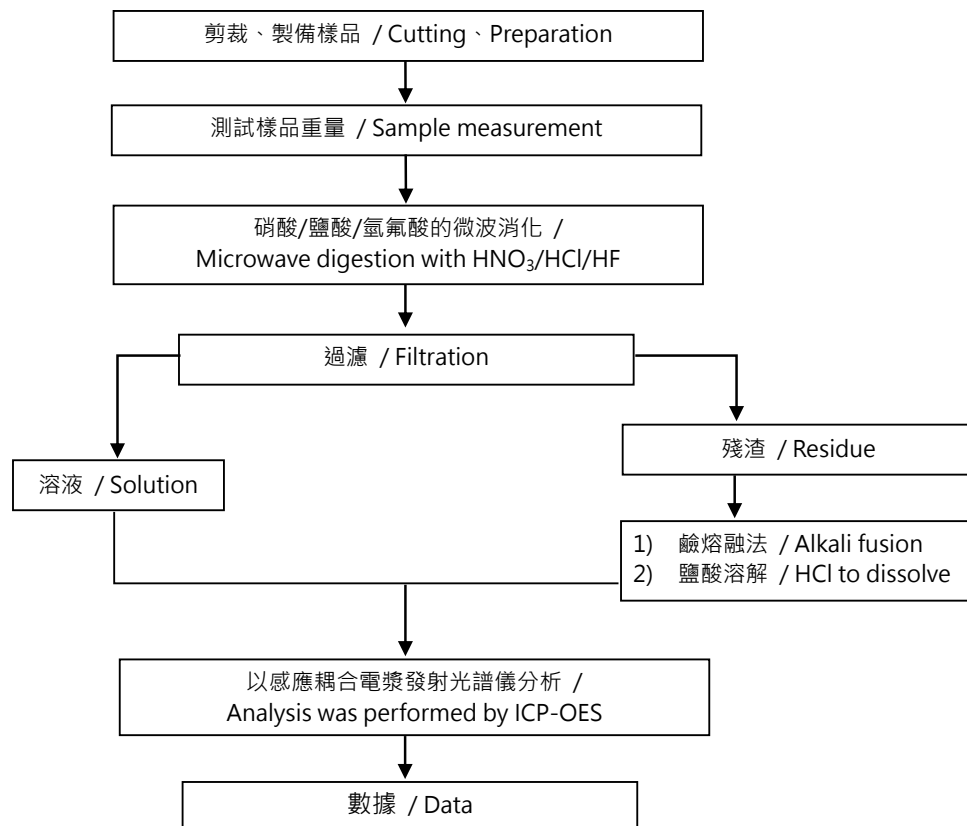 剪裁、製備樣品 / Cutting、Preparation
測試樣品重量 / Sample measurement
硝酸/鹽酸/氫氟酸的微波消化 /
Microwave digestion with HNO₃/HCl/HF
過濾 / Filtration
溶液 / Solution
殘渣 / Residue
1) 鹼熔融法 / Alkali fusion
2) 鹽酸溶解 / HCl to dissolve
以感應耦合電漿發射光譜儀分析 /
Analysis was performed by ICP-OES
數據 / Data